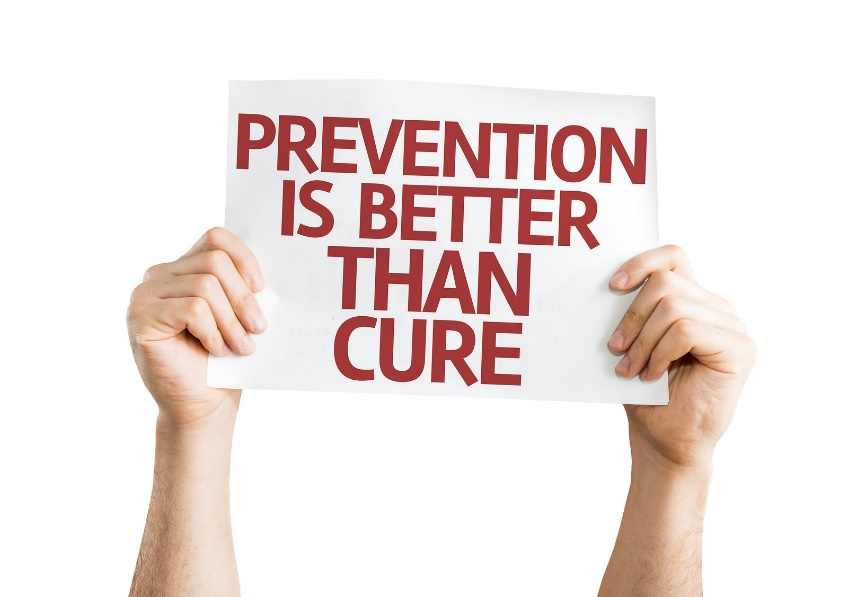 PREVENTION
IS BETTER
THAN
CURE